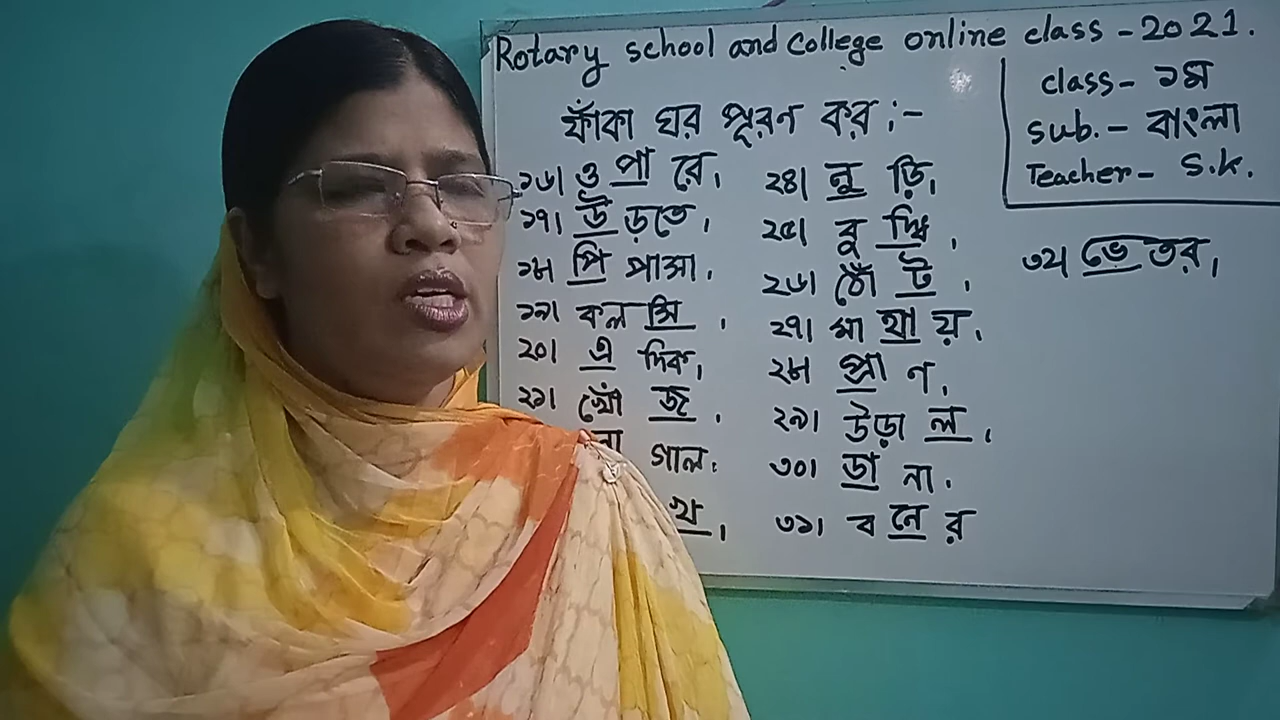 Rotary school and College online class - 2021.
class- ১ম
sub. - বাংলা
Teacher- S.K.
ফাঁকা ঘর পূরণ কর :-
১৬। ও পা রে,
১৭। উ ড়তে,
১৮। পি পাসা,
১৯। কল সি,
২০। এ দিক,
২১। খোঁ জ,
না গাল,
খ,
২৪। নু ড়ি,
২৫। বু দ্ধি,
২৬। ঠোঁ ট,
২৭। মা থা য়,
২৮। প্রা ণ,
২৯। উড়া ল,
৩০। ডা না,
৩১। ব নে র
৩২। ভে তর,